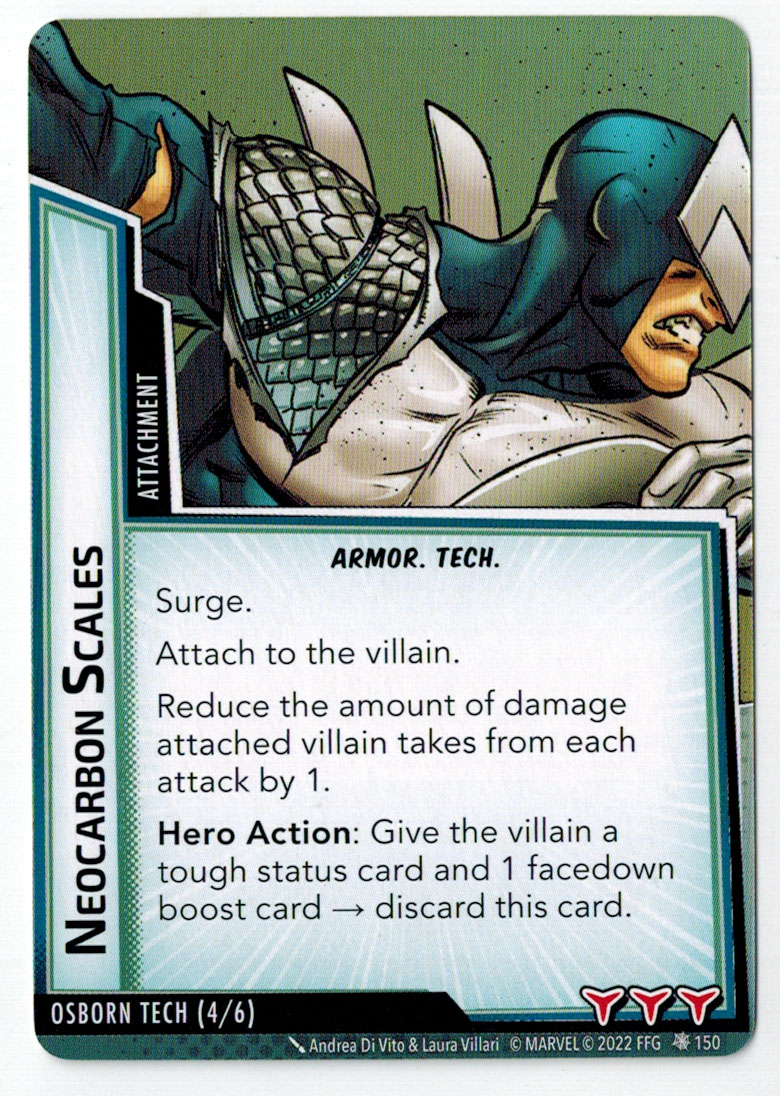 ATTACHMENT
NEOCARBON SCALES
ARMOR. TECH.
Surge.
Attach to the villain.
Reduce the amount of damage
attached villain takes from each
attack by 1.
Hero Action: Give the villain a
tough status card and 1 facedown
boost card → discard this card.
OSBORN TECH (4/6)
Andrea Di Vito & Laura Villari © MARVEL © 2022 FFG 150